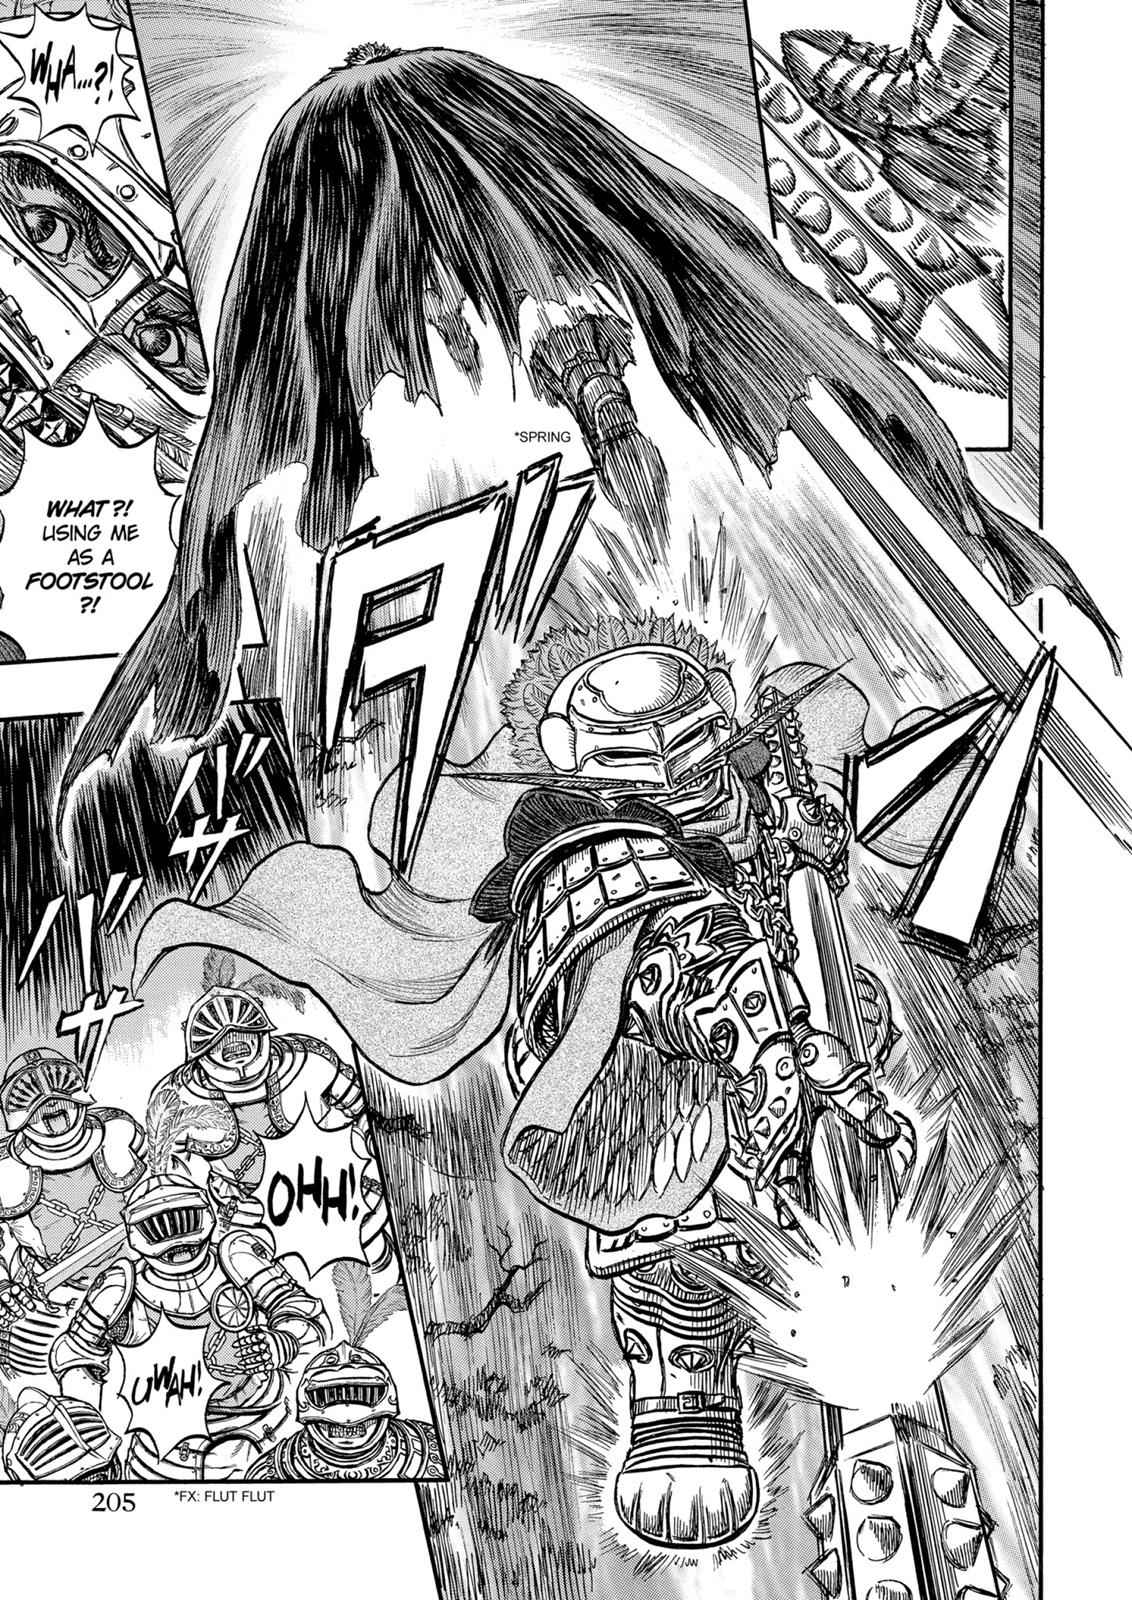 *SPRING
ダッ
WHA...?!
WHAT?!
USING ME
AS A
FOOTSTOOL
?!
バ
サ
バ
サ
OHH!
UWAH!
205
*FX: FLUT FLUT